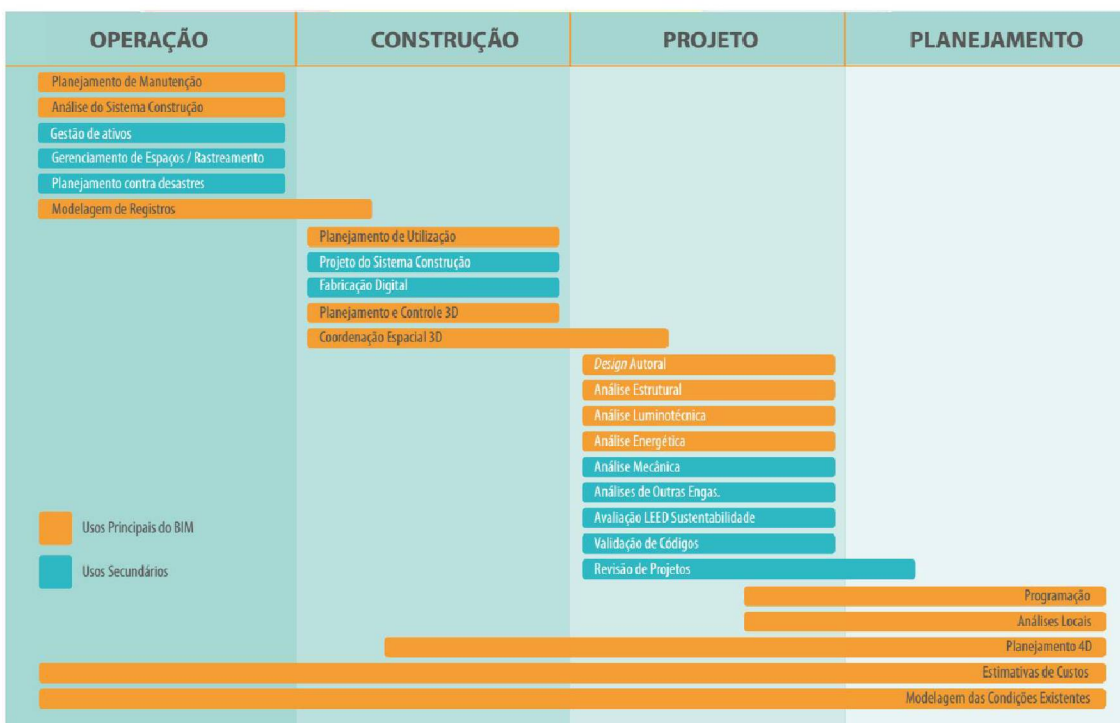 OPERAÇÃO
CONSTRUÇÃO
PROJETO
PLANEJAMENTO
Planejamento de Manutenção
Análise do Sistema Construção
Gestão de ativos
Gerenciamento de Espaços / Rastreamento
Planejamento contra desastres
Modelagem de Registros
Planejamento de Utilização
Projeto do Sistema Construção
Fabricação Digital
Planejamento e Controle 3D
Coordenação Espacial 3D
Design Autoral
Análise Estrutural
Análise Luminotécnica
Análise Energética
Análise Mecânica
Análises de Outras Engas.
Avaliação LEED Sustentabilidade
Validação de Códigos
Revisão de Projetos
Programação
Análises Locais
Planejamento 4D
Estimativas de Custos
Modelagem das Condições Existentes
Usos Principais do BIM
Usos Secundários